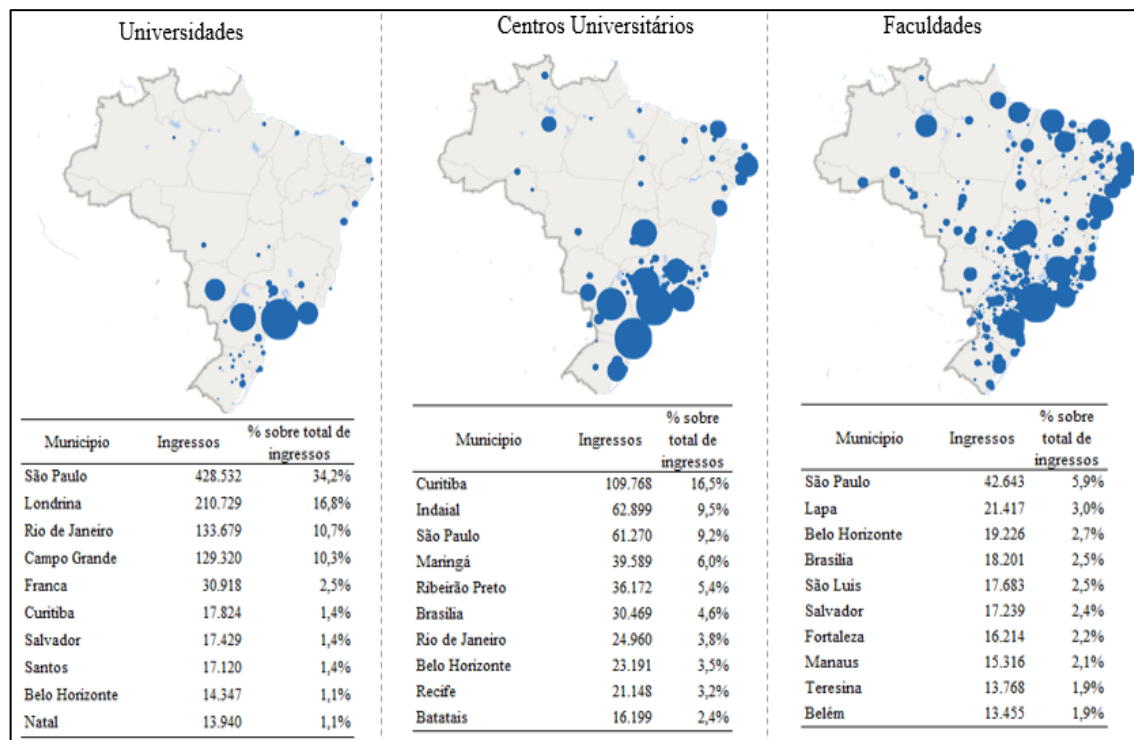 Universidades
Município Ingressos % sobre total de ingressos
São Paulo 428.532 34,2%
Londrina 210.729 16,8%
Rio de Janeiro 133.679 10,7%
Campo Grande 129.320 10,3%
Franca 30.918 2,5%
Curitiba 17.824 1,4%
Salvador 17.429 1,4%
Santos 17.120 1,4%
Belo Horizonte 14.347 1,1%
Natal 13.940 1,1%
Centros Universitários
Município Ingressos % sobre total de ingressos
Curitiba 109.768 16,5%
Indaial 62.899 9,5%
São Paulo 61.270 9,2%
Maringá 39.589 6,0%
Ribeirão Preto 36.172 5,4%
Brasilia 30.469 4,6%
Rio de Janeiro 24.960 3,8%
Belo Horizonte 23.191 3,5%
Recife 21.148 3,2%
Batatais 16.199 2,4%
Faculdades
Município Ingressos % sobre total de ingressos
São Paulo 42.643 5,9%
Lapa 21.417 3,0%
Belo Horizonte 19.226 2,7%
Brasilia 18.201 2,5%
São Luis 17.683 2,5%
Salvador 17.239 2,4%
Fortaleza 16.214 2,2%
Manaus 15.316 2,1%
Teresina 13.768 1,9%
Belém 13.455 1,9%